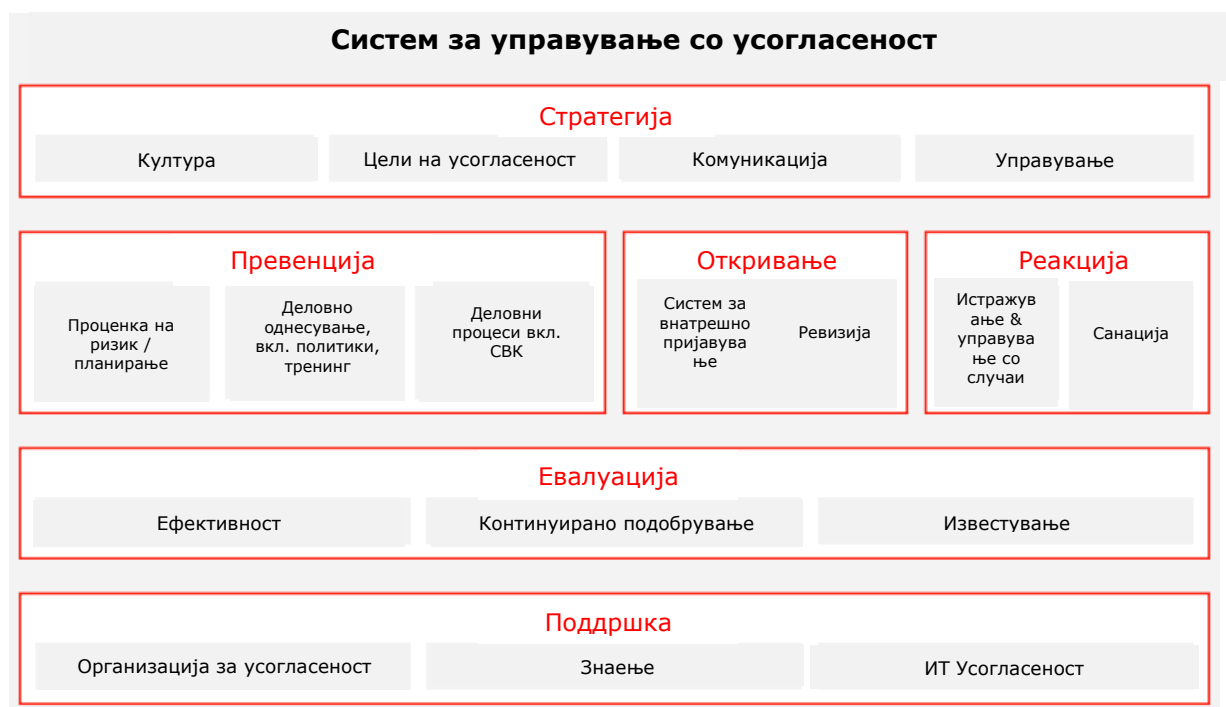 Систем за управување со усогласеност
Стратегија
Култура
Цели на усогласеност
Комуникација
Управување
Превенција
Проценка на
ризик /
планирање
Деловно
однесување,
вкл. политики,
тренинг
Деловни
процеси вкл.
СВК
Откривање
Систем за
внатрешно
пријавува
ње
Ревизија
Реакција
Истражув
ање &
управува
ње со
случаи
Санација
Евалуација
Ефективност
Континуирано подобрување
Известување
Поддршка
Организација за усогласеност
Знаење
ИТ Усогласеност